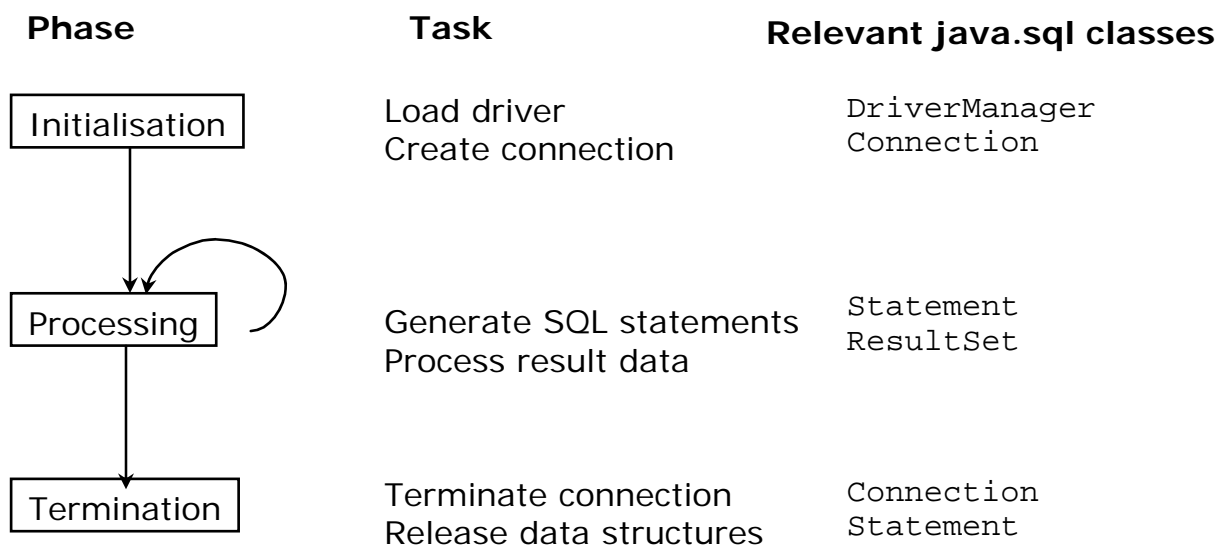 Phase Task Relevant java.sql classes
Initialisation
Load driver
Create connection
DriverManager
Connection
Processing
Generate SQL statements
Process result data
Statement
ResultSet
Termination
Terminate connection
Release data structures
Connection
Statement